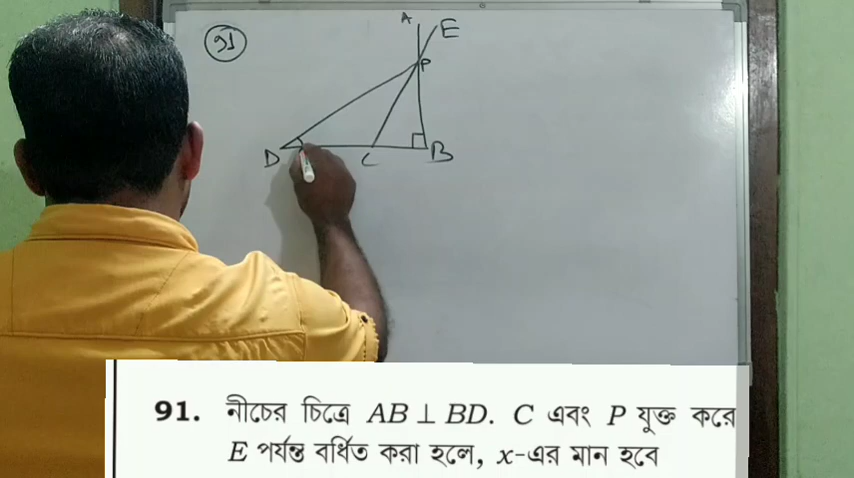 91
A
E
P
D
C
B
91. নীচের চিত্রে AB ⊥ BD. C এবং P যুক্ত করে
E পর্যন্ত বর্ধিত করা হলে, x-এর মান হবে